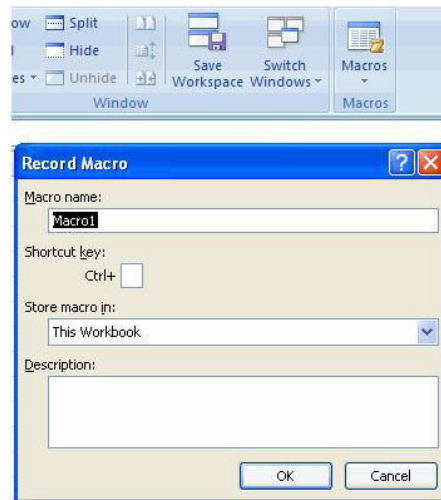 ow Split
Hide
es Unhide
Save Workspace
Switch Windows
Macros
Window
Macros
Record Macro
Macro name:
Macro1
Shortcut key:
Ctrl+
Store macro in:
This Workbook
Description:
OK Cancel